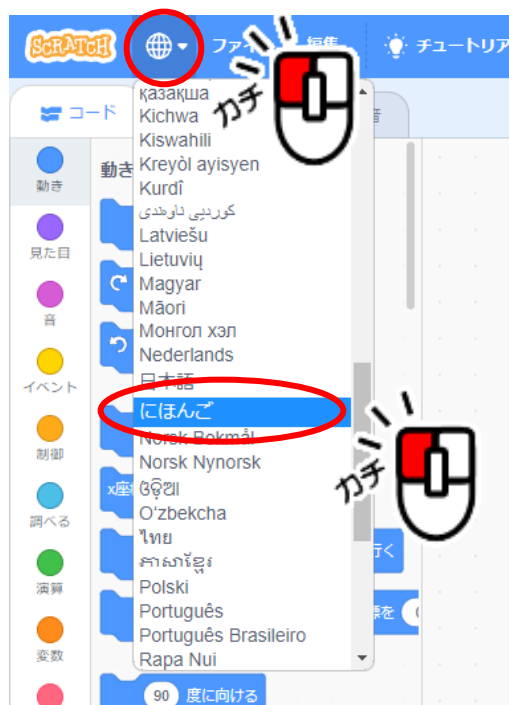 SCRATCH
ファイ
編集
チュートリア
コード
音
カチ
қазақша
Kichwa
Kiswahili
Kreyòl ayisyen
Kurdî
کوردیی ناوەندی
Latviešu
Lietuvių
Magyar
Māori
Монгол хэл
Nederlands
日本語
にほんご
Norsk Bokmål
Norsk Nynorsk
ଓଡ଼ିଆ
O'zbekcha
ไทย
ភាសាខ្មែរ
Polski
Português
Português Brasileiro
Rapa Nui
カチ
動き
動き
見た目
音
イベント
制御
調べる
演算
変数
x座
行く
標を
90 度に向ける